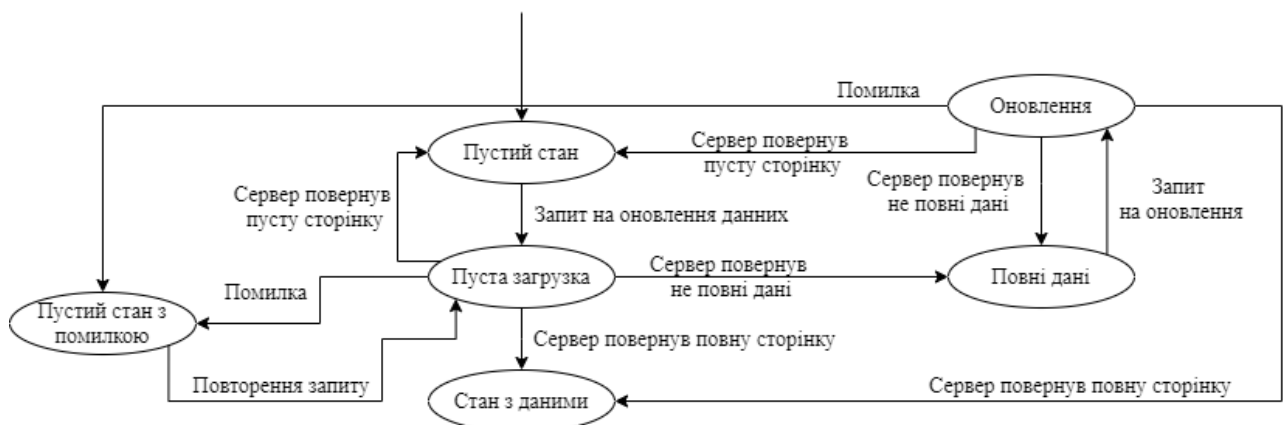 Помилка
Оновлення
Пустий стан
Сервер повернув
пусту сторінку
Сервер повернув
пусту сторінку
Сервер повернув
не повні дані
Запит
на оновлення
Запит на оновлення данних
Пуста загрузка
Сервер повернув
не повні дані
Повні дані
Помилка
Пустий стан з
помилкою
Сервер повернув повну сторінку
Повторення запиту
Стан з даними
Сервер повернув повну сторінку